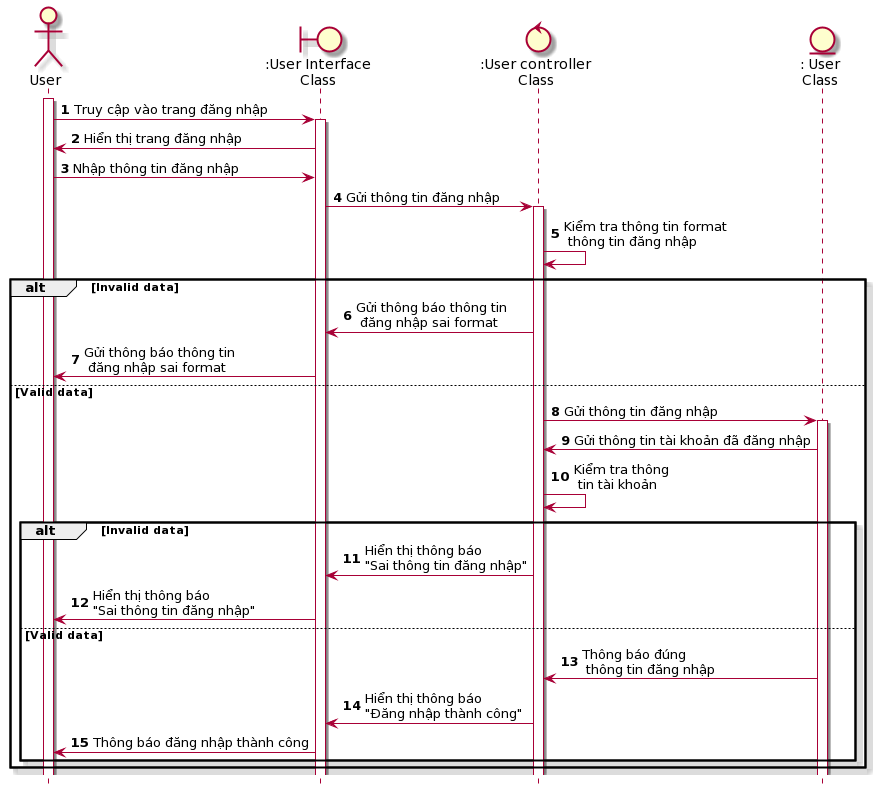 User
:User Interface
Class
:User controller
Class
: User
Class
1 Truy cập vào trang đăng nhập
2 Hiển thị trang đăng nhập
3 Nhập thông tin đăng nhập
4 Gửi thông tin đăng nhập
5 Kiểm tra thông tin format
thông tin đăng nhập
alt [Invalid data]
6 Gửi thông báo thông tin
đăng nhập sai format
7 Gửi thông báo thông tin
đăng nhập sai format
[Valid data]
8 Gửi thông tin đăng nhập
9 Gửi thông tin tài khoản đã đăng nhập
10 Kiểm tra thông
tin tài khoản
alt [Invalid data]
11 Hiển thị thông báo
"Sai thông tin đăng nhập"
12 Hiển thị thông báo
"Sai thông tin đăng nhập"
[Valid data]
13 Thông báo đúng
thông tin đăng nhập
14 Hiển thị thông báo
"Đăng nhập thành công"
15 Thông báo đăng nhập thành công